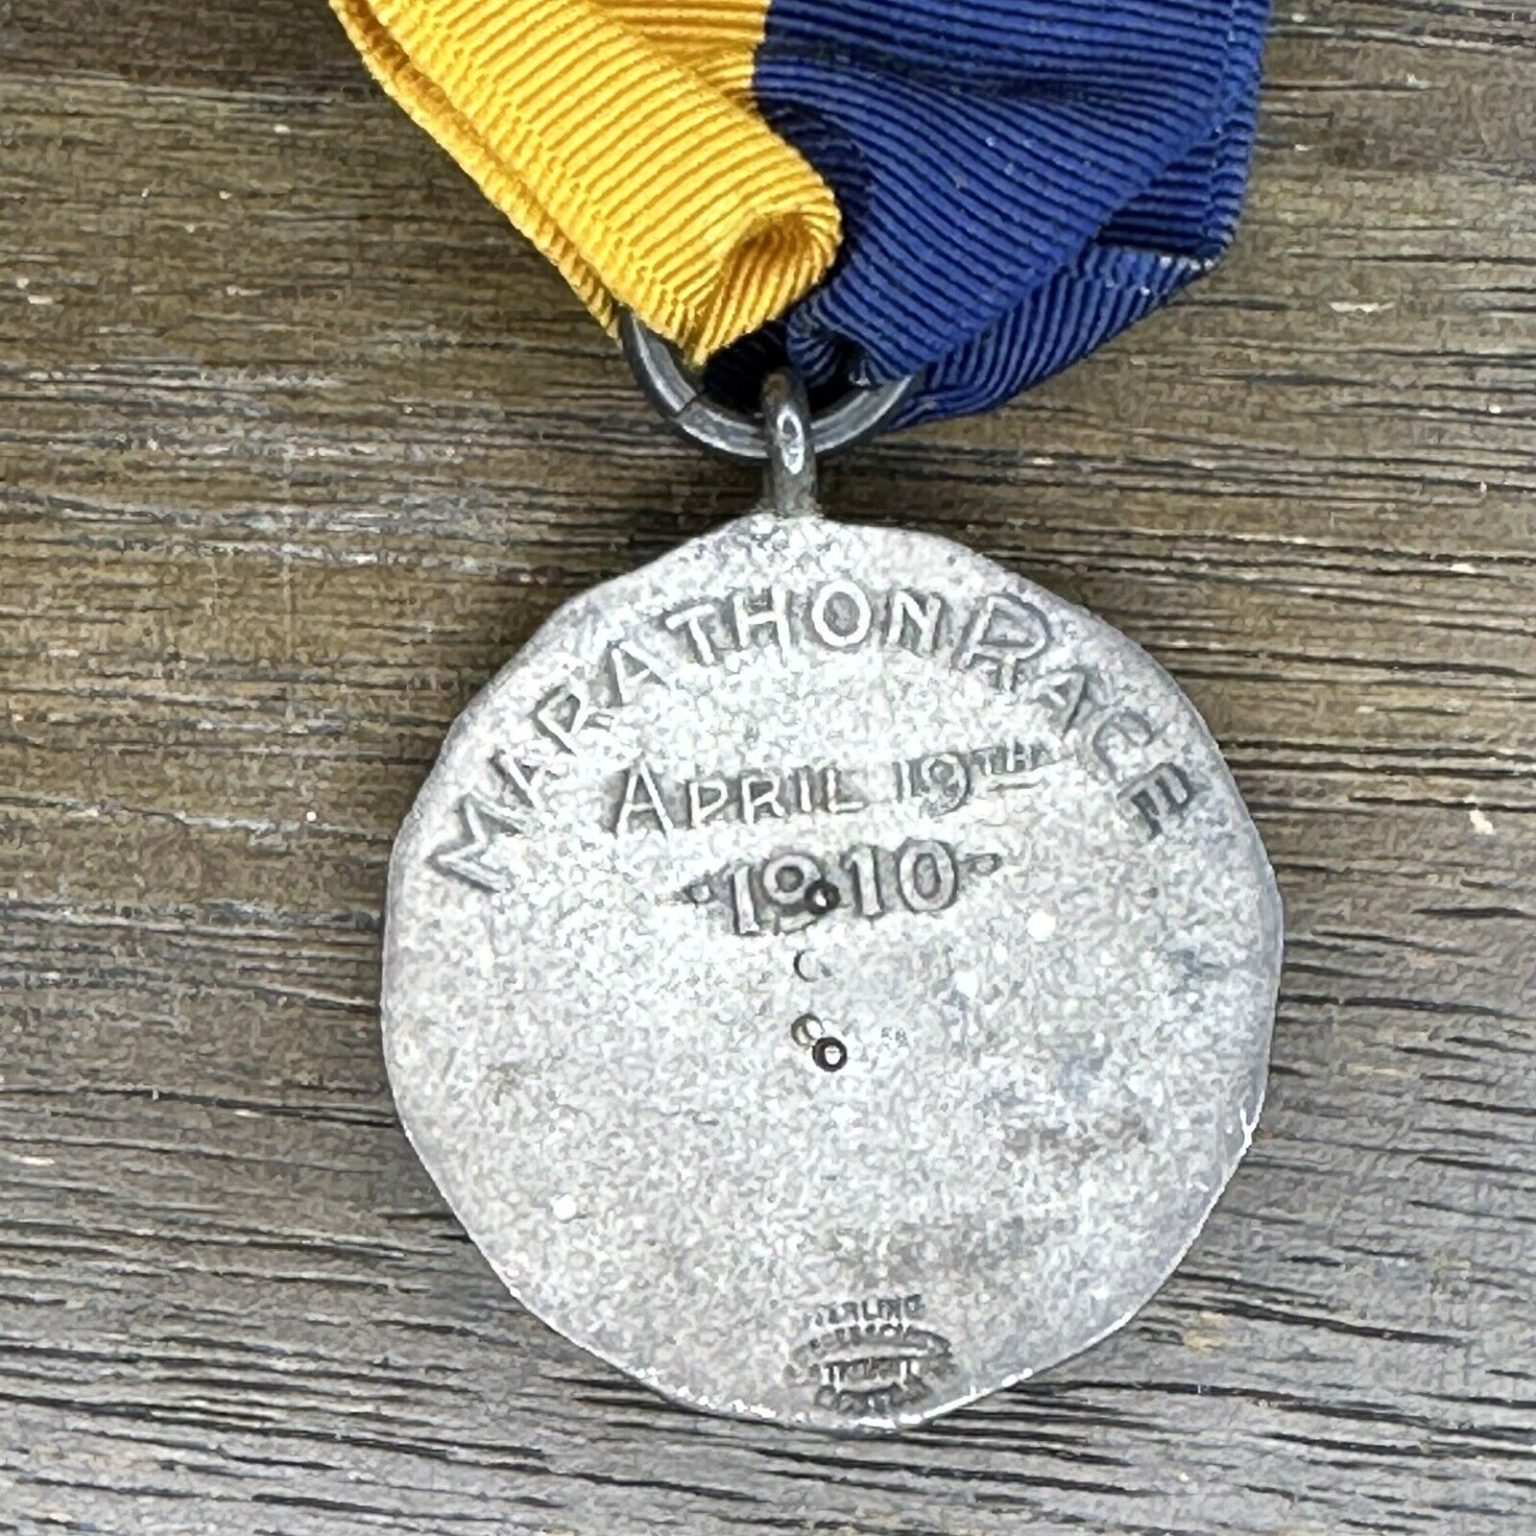 MARATHON RACE
APRIL 19TH
·1910·
STERLING